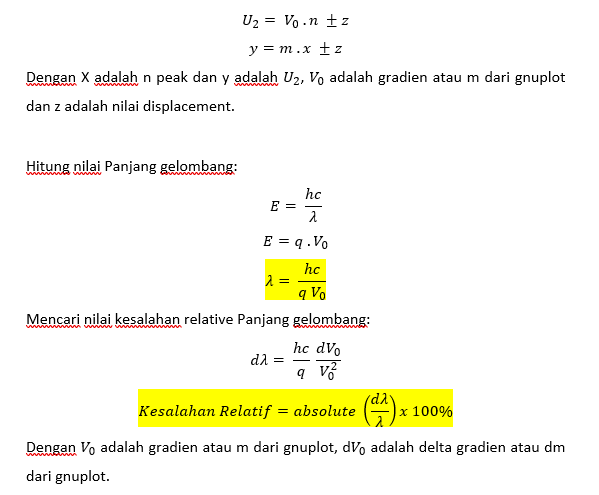 U₂ = V₀ . n ± z
y = m . x ± z
Dengan X adalah n peak dan y adalah U₂, V₀ adalah gradien atau m dari gnuplot
dan z adalah nilai displacement.
Hitung nilai Panjang gelombang:
E = hc/λ
E = q . V₀
λ = hc/(q V₀)
Mencari nilai kesalahan relative Panjang gelombang:
dλ = (hc/q) (dV₀/V₀²)
Kesalahan Relatif = absolute (dλ/λ) x 100%
Dengan V₀ adalah gradien atau m dari gnuplot, dV₀ adalah delta gradien atau dm
dari gnuplot.